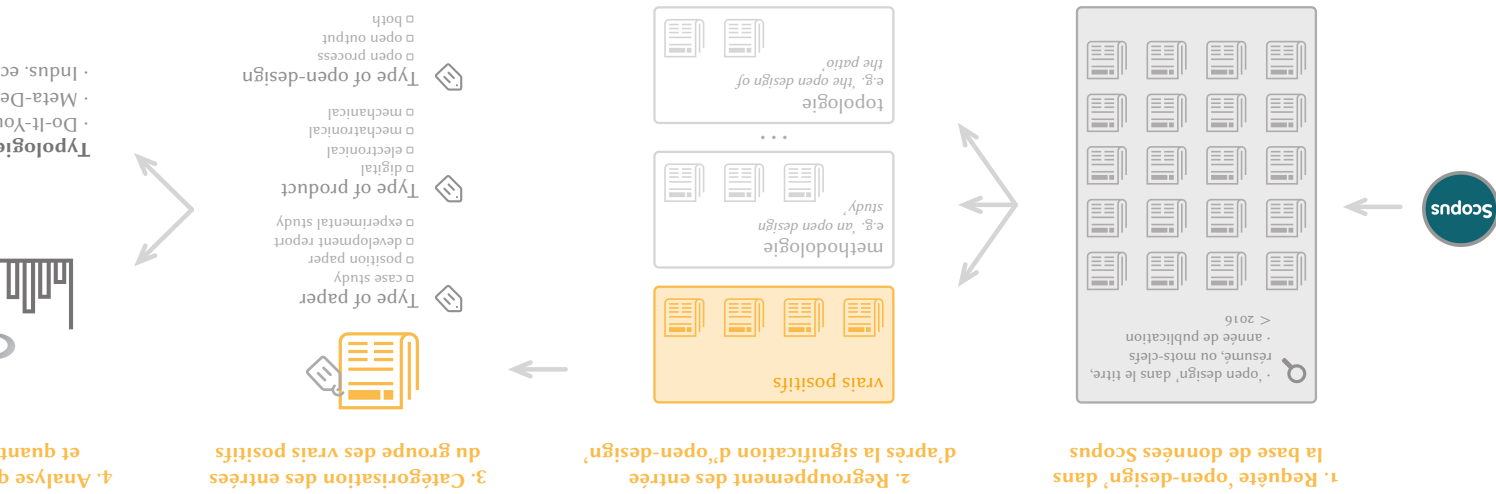 Scopus
1. Requête 'open-design' dans
la base de données Scopus
· 'open design' dans le titre,
résumé, ou mots-clefs
· année de publication
< 2016
2. Regrouppement des entrée
d'après la signification d''open-design'
vrais positifs
methodologie
e.g. 'an open design
study'
...
topologie
e.g. 'the open design of
the patio'
3. Catégorisation des entrées
du groupe des vrais positifs
Type of paper
□ case study
□ position paper
□ development report
□ experimental study
Type of product
□ digital
□ electronical
□ mechatronical
□ mechanical
Type of open-design
□ open process
□ open output
□ both
4. Analyse q
et quant
Typologie
· Do-It-You
· Meta-De
· Indus. ec